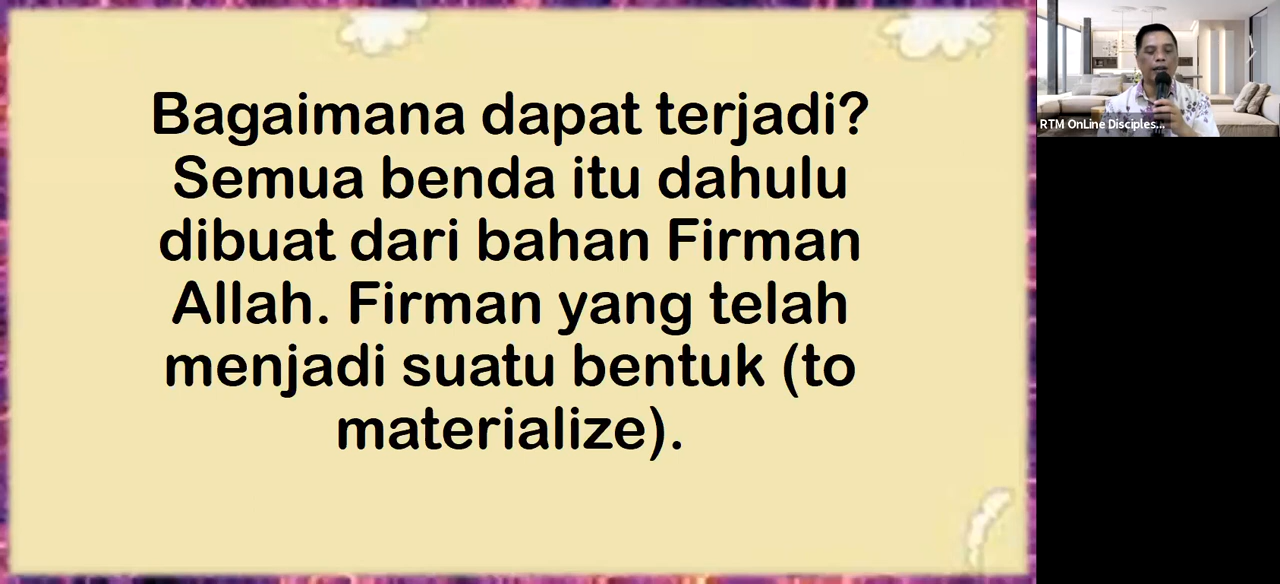 Bagaimana dapat terjadi?
Semua benda itu dahulu
dibuat dari bahan Firman
Allah. Firman yang telah
menjadi suatu bentuk (to
materialize).
RTM OnLine Disciples...